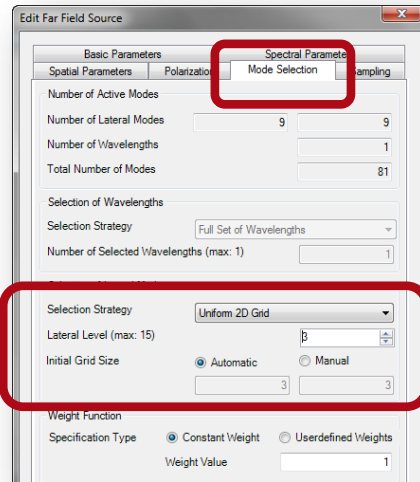 Edit Far Field Source
Basic Parameters Spectral Parameters
Spatial Parameters Polarization Mode Selection Sampling
Number of Active Modes
Number of Lateral Modes 9 9
Number of Wavelengths 1
Total Number of Modes 81
Selection of Wavelengths
Selection Strategy Full Set of Wavelengths
Number of Selected Wavelengths (max: 1) 1
Selection Strategy Uniform 2D Grid
Lateral Level (max: 15) 3
Initial Grid Size Automatic Manual
3 3
Weight Function
Specification Type Constant Weight Userdefined Weights
Weight Value 1